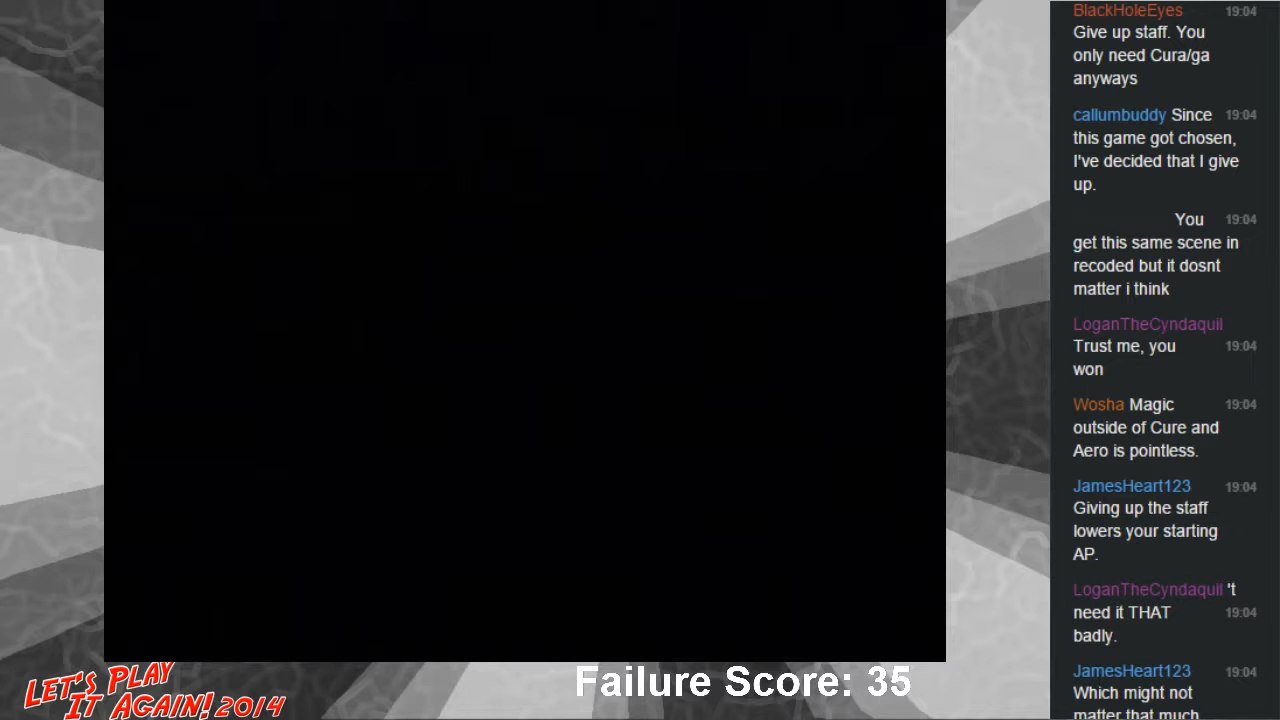 BlackHoleEyes 19:04
Give up staff. You
only need Cura/ga
anyways
callumbuddy Since 19:04
this game got chosen,
I've decided that I give
up.
You 19:04
get this same scene in
recoded but it dosnt
matter i think
LoganTheCyndaquil
Trust me, you 19:04
won
Wosha Magic 19:04
outside of Cure and
Aero is pointless.
JamesHeart123 19:04
Giving up the staff
lowers your starting
AP.
LoganTheCyndaquil 't
need it THAT 19:04
badly.
JamesHeart123 19:04
Which might not
matter that much
LET'S PLAY
IT AGAIN! 2014
Failure Score: 35